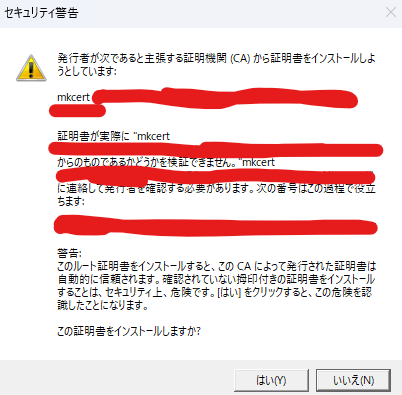 セキュリティ警告
発行者が次であると主張する証明機関 (CA) から証明書をインストールしよ
うとしています:
mkcert
証明書が実際に "mkcert
からのものであるかどうかを検証できません。"mkcert
に連絡して発行者を確認する必要があります。次の番号はこの過程で役立
ちます:
警告:
このルート証明書をインストールすると、この CA によって発行された証明書は
自動的に信頼されます。確認されていない拇印付きの証明書をインストール
することは、セキュリティ上、危険です。[はい] をクリックすると、この危険を認
識したことになります。
この証明書をインストールしますか?
はい(Y)
いいえ(N)